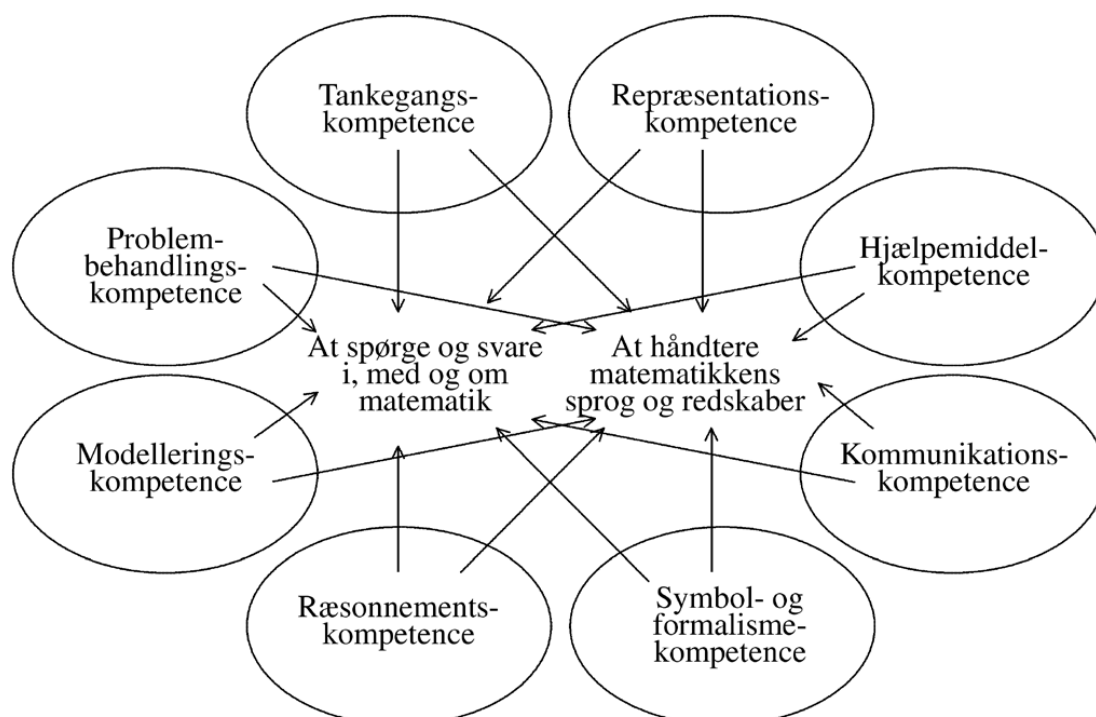 Tankegangs-
kompetence
Repræsentations-
kompetence
Problem-
behandlings-
kompetence
Hjælpemiddel-
kompetence
At spørge og svare
i, med og om
matematik
At håndtere
matematikkens
sprog og redskaber
Modellerings-
kompetence
Kommunikations-
kompetence
Ræsonnements-
kompetence
Symbol- og
formalisme-
kompetence